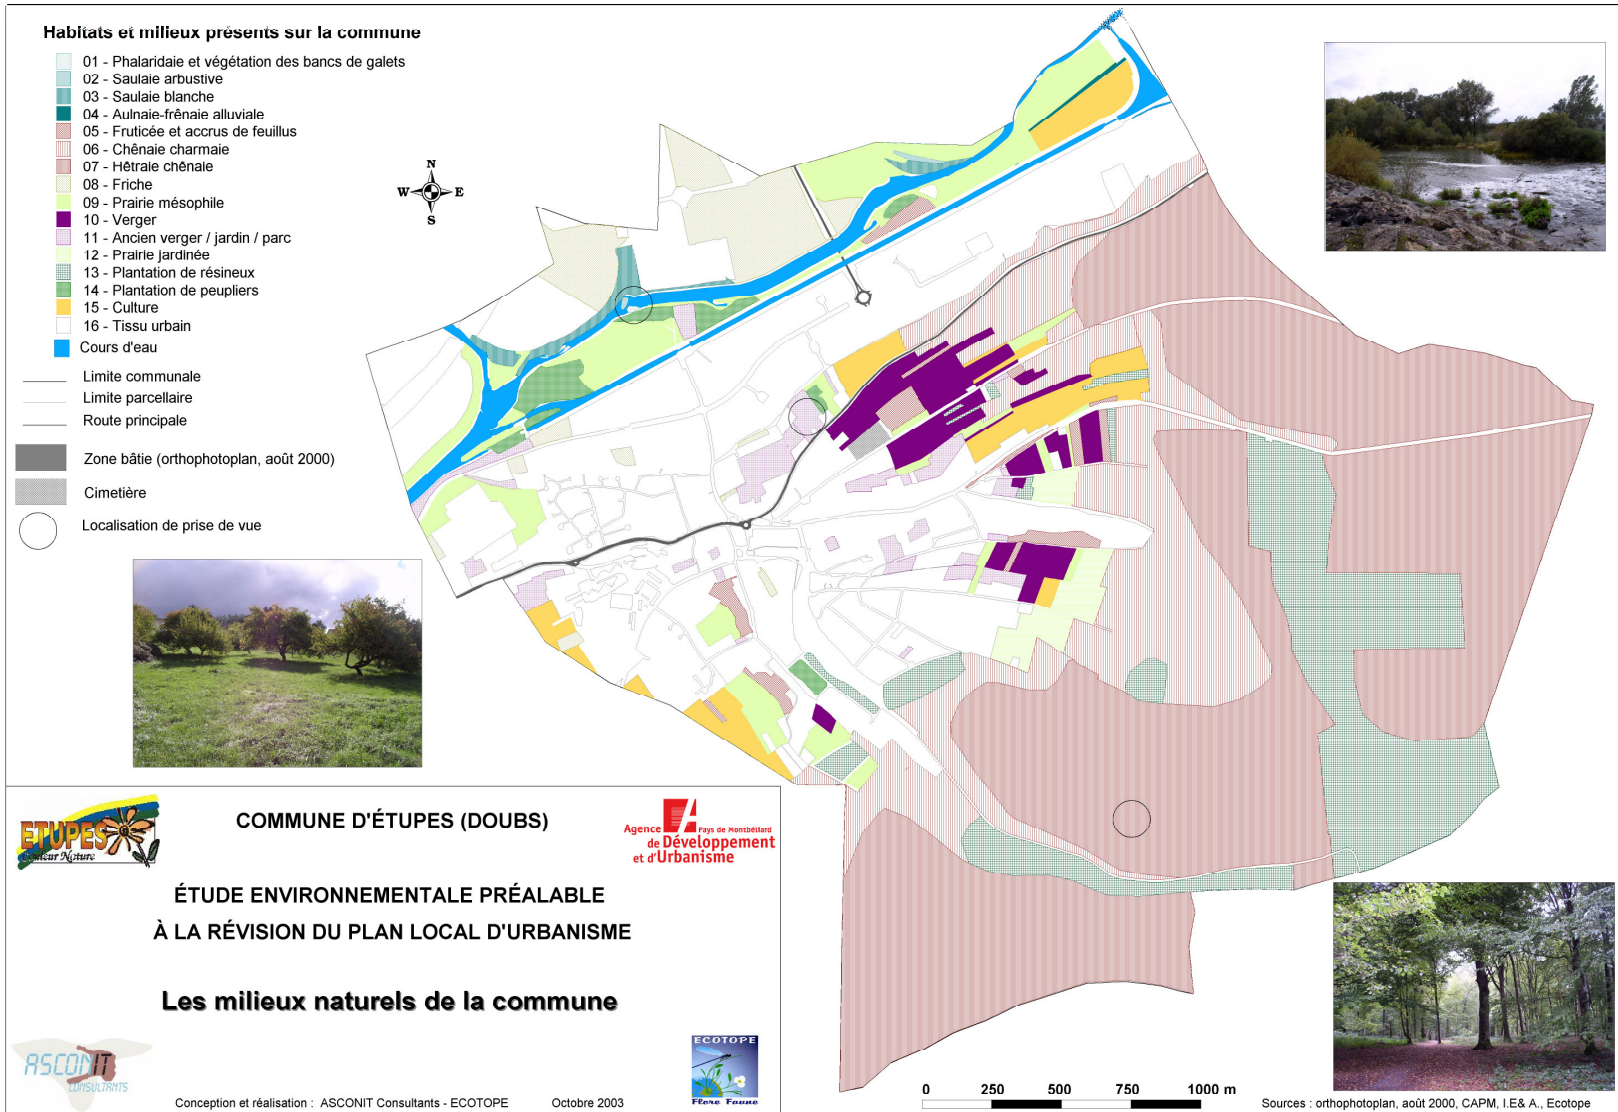 Habitats et milieux présents sur la commune
01 - Phalaridaie et végétation des bancs de galets
02 - Saulaie arbustive
03 - Saulaie blanche
04 - Aulnaie-frênaie alluviale
05 - Fruticée et accrus de feuillus
06 - Chênaie charmaie
07 - Hêtraie chênaie
08 - Friche
09 - Prairie mésophile
10 - Verger
11 - Ancien verger / jardin / parc
12 - Prairie jardinée
13 - Plantation de résineux
14 - Plantation de peupliers
15 - Culture
16 - Tissu urbain
Cours d'eau
Limite communale
Limite parcellaire
Route principale
Zone bâtie (orthophotoplan, août 2000)
Cimetière
Localisation de prise de vue
N
W E
S
ETUPES
Couleur Nature
COMMUNE D'ÉTUPES (DOUBS)
Agence Pays de Montbéliard
de Développement
et d'Urbanisme
ÉTUDE ENVIRONNEMENTALE PRÉALABLE
À LA RÉVISION DU PLAN LOCAL D'URBANISME
Les milieux naturels de la commune
ASCONIT
CONSULTANTS
ECOTOPE
Flore Faune
Conception et réalisation : ASCONIT Consultants - ECOTOPE Octobre 2003
0 250 500 750 1000 m
Sources : orthophotoplan, août 2000, CAPM, I.E& A., Ecotope